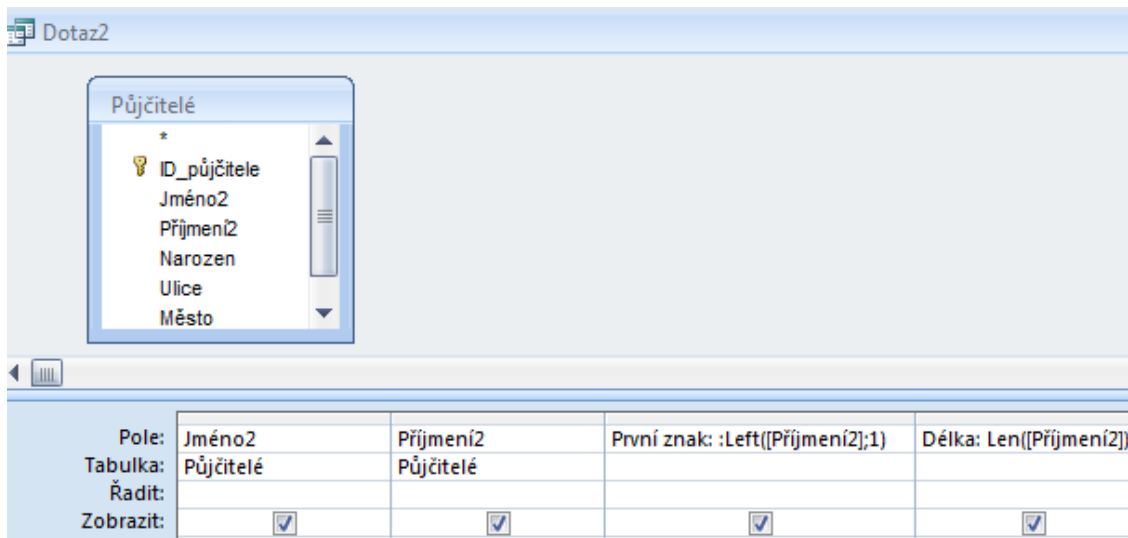 Dotaz2
Půjčitelé
*
ID_půjčitele
Jméno2
Příjmení2
Narozen
Ulice
Město
Pole: Jméno2 Příjmení2 První znak: :Left([Příjmení2];1) Délka: Len([Příjmení2])
Tabulka: Půjčitelé Půjčitelé
Řadit:
Zobrazit: